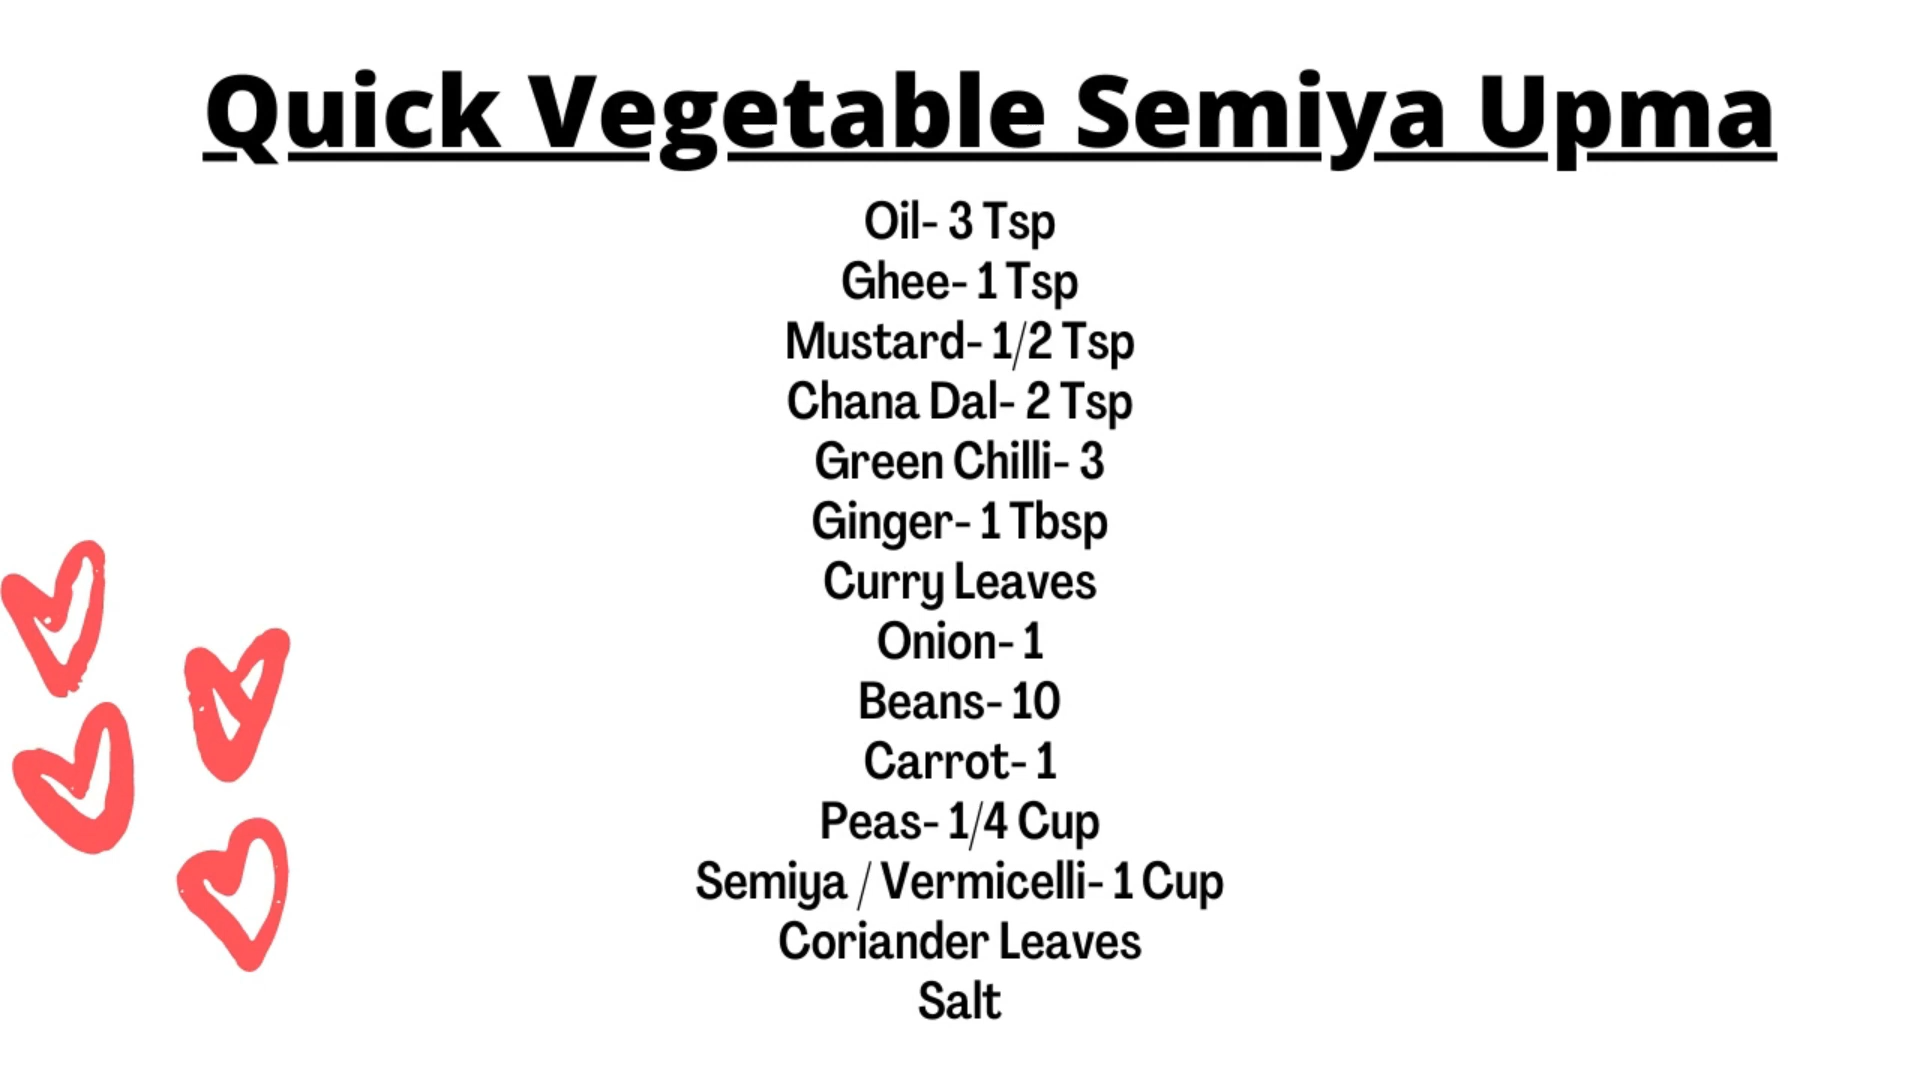 Quick Vegetable Semiya Upma
Oil- 3 Tsp
Ghee- 1 Tsp
Mustard- 1/2 Tsp
Chana Dal- 2 Tsp
Green Chilli- 3
Ginger- 1 Tbsp
Curry Leaves
Onion- 1
Beans- 10
Carrot- 1
Peas- 1/4 Cup
Semiya / Vermicelli- 1 Cup
Coriander Leaves
Salt